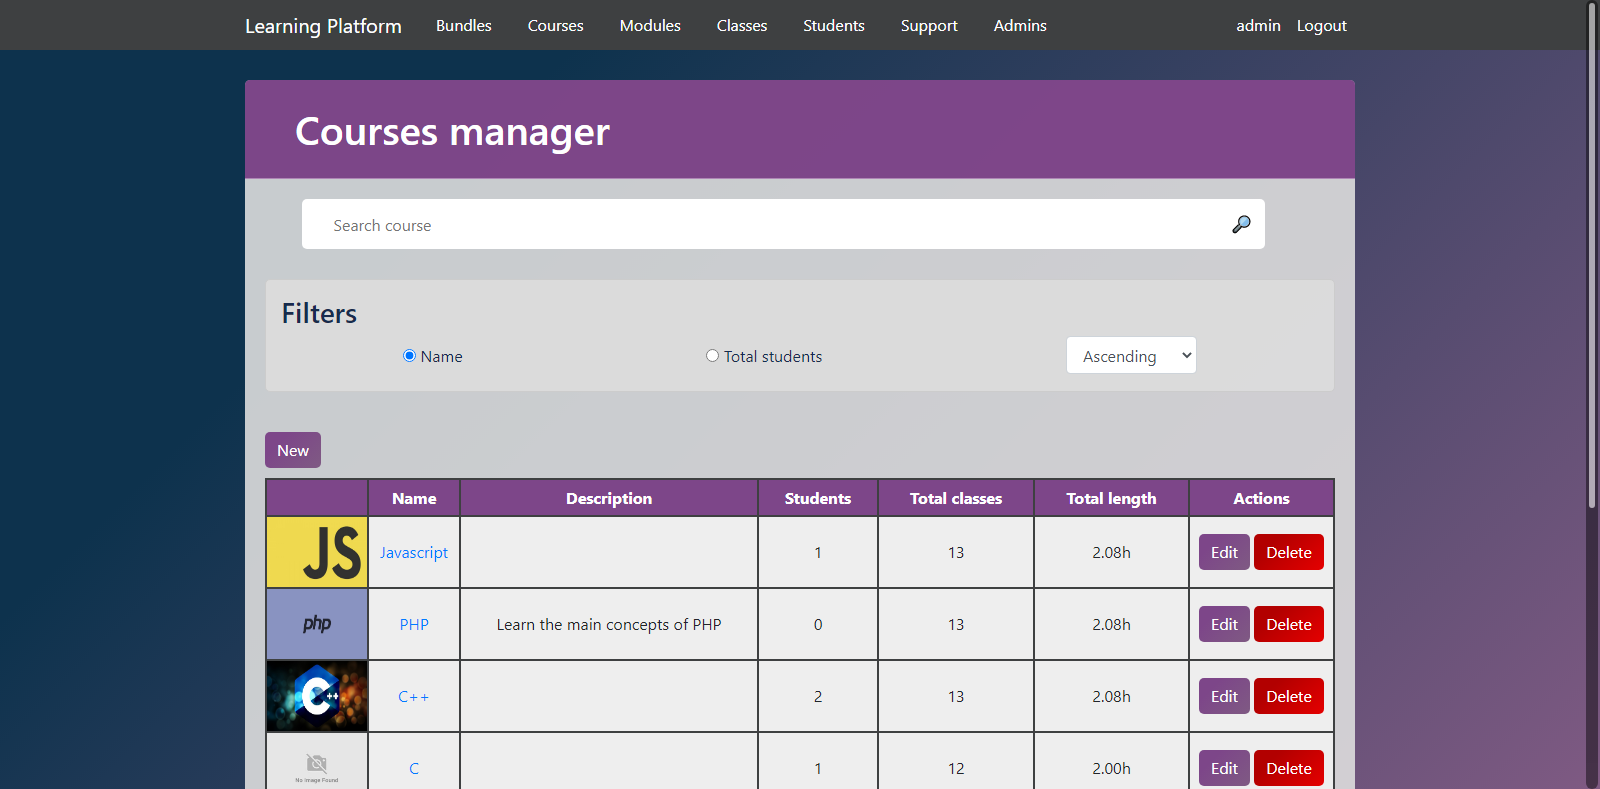 Learning Platform Bundles Courses Modules Classes Students Support Admins admin Logout
Courses manager
Search course
Filters
Name Total students Ascending
New
Name Description Students Total classes Total length Actions
JS Javascript 1 13 2.08h Edit Delete
php PHP Learn the main concepts of PHP 0 13 2.08h Edit Delete
C++ C++ 2 13 2.08h Edit Delete
No Image Found C 1 12 2.00h Edit Delete